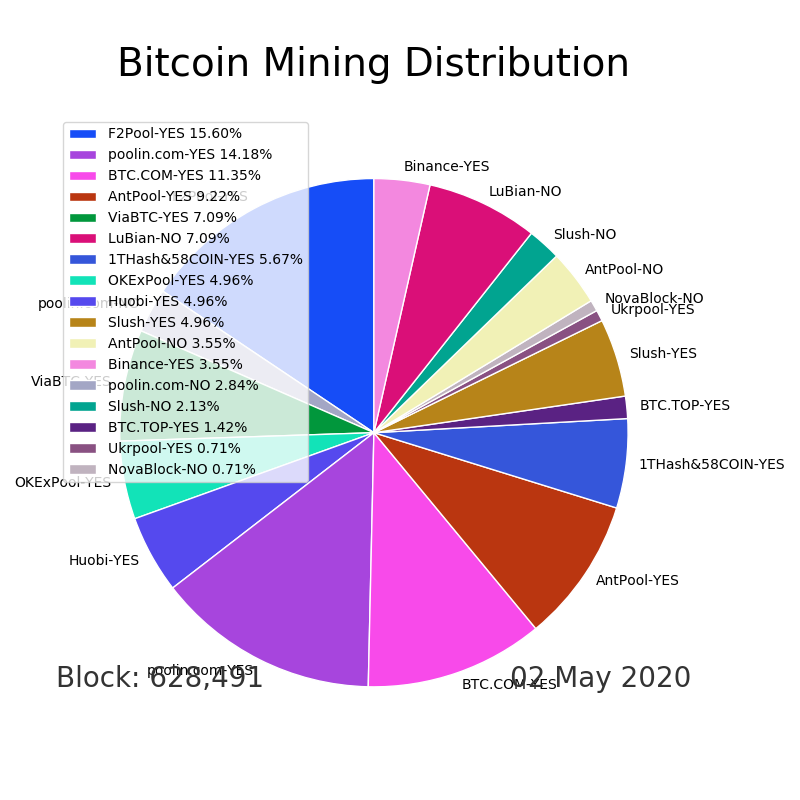 Bitcoin Mining Distribution
F2Pool-YES 15.60%
poolin.com-YES 14.18%
BTC.COM-YES 11.35%
AntPool-YES 9.22%
ViaBTC-YES 7.09%
LuBian-NO 7.09%
1THash&58COIN-YES 5.67%
OKExPool-YES 4.96%
Huobi-YES 4.96%
Slush-YES 4.96%
AntPool-NO 3.55%
Binance-YES 3.55%
poolin.com-NO 2.84%
Slush-NO 2.13%
BTC.TOP-YES 1.42%
Ukrpool-YES 0.71%
NovaBlock-NO 0.71%
Binance-YES
LuBian-NO
Slush-NO
AntPool-NO
NovaBlock-NO
Ukrpool-YES
Slush-YES
BTC.TOP-YES
1THash&58COIN-YES
AntPool-YES
BTC.COM-YES
poolin.com-YES
Huobi-YES
OKExPool-YES
ViaBTC-YES
Block: 628,491
02 May 2020